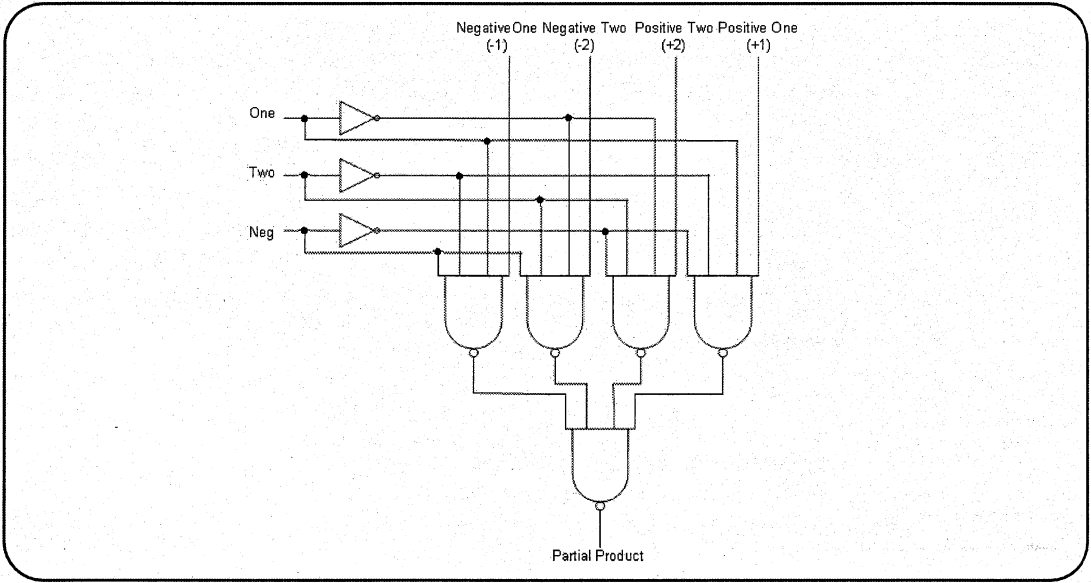 Negative One Negative Two Positive Two Positive One
(-1) (-2) (+2) (+1)
One
Two
Neg
Partial Product